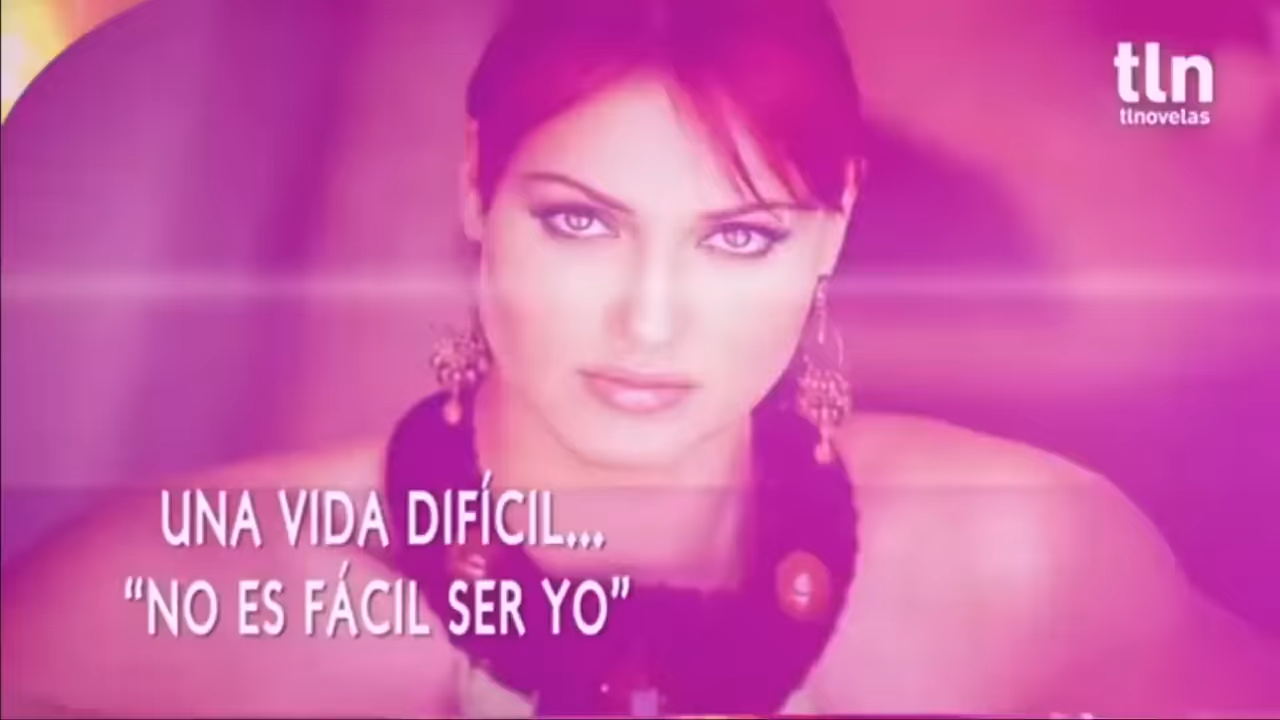 tln
tlnovelas
UNA VIDA DIFÍCIL...
“NO ES FÁCIL SER YO”